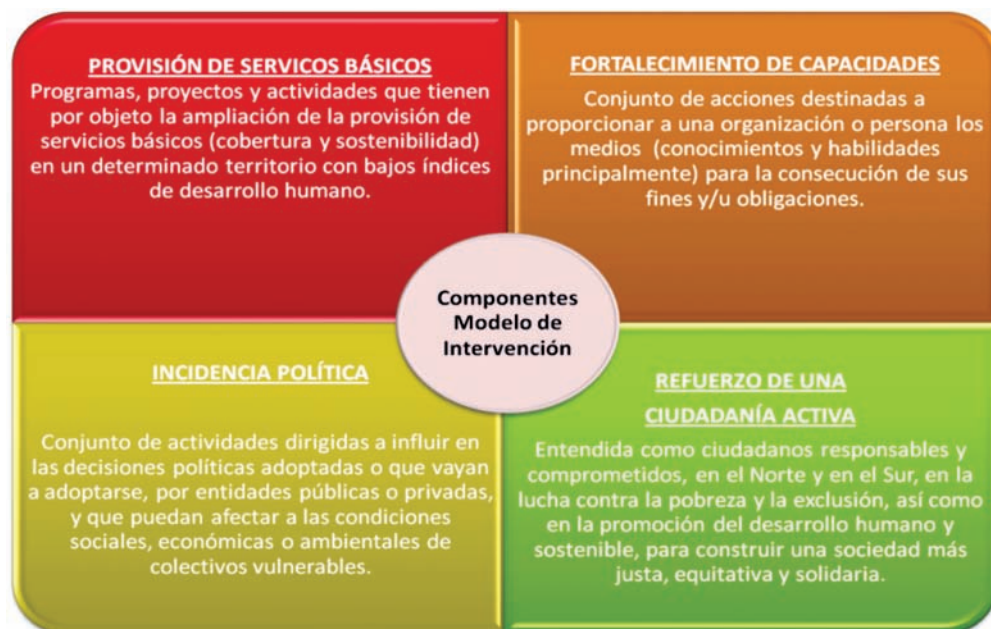 PROVISIÓN DE SERVICOS BÁSICOS
Programas, proyectos y actividades que tienen
por objeto la ampliación de la provisión de
servicios básicos (cobertura y sostenibilidad)
en un determinado territorio con bajos índices
de desarrollo humano.
FORTALECIMIENTO DE CAPACIDADES
Conjunto de acciones destinadas a
proporcionar a una organización o persona los
medios (conocimientos y habilidades
principalmente) para la consecución de sus
fines y/u obligaciones.
Componentes
Modelo de
Intervención
INCIDENCIA POLÍTICA
Conjunto de actividades dirigidas a influir en
las decisiones políticas adoptadas o que vayan
a adoptarse, por entidades públicas o privadas,
y que puedan afectar a las condiciones
sociales, económicas o ambientales de
colectivos vulnerables.
REFUERZO DE UNA
CIUDADANÍA ACTIVA
Entendida como ciudadanos responsables y
comprometidos, en el Norte y en el Sur, en la
lucha contra la pobreza y la exclusión, así como
en la promoción del desarrollo humano y
sostenible, para construir una sociedad más
justa, equitativa y solidaria.